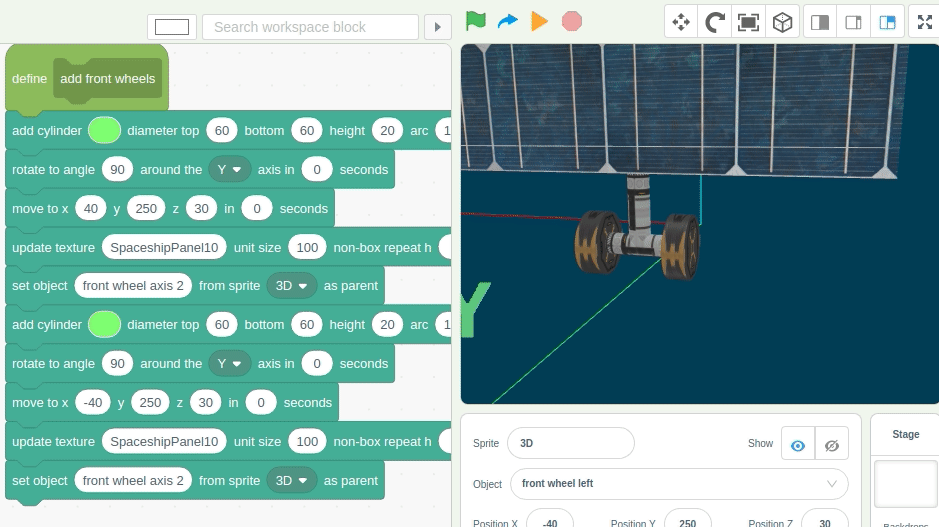 Search workspace block
define add front wheels
add cylinder diameter top 60 bottom 60 height 20 arc 1
rotate to angle 90 around the Y axis in 0 seconds
move to x 40 y 250 z 30 in 0 seconds
update texture SpaceshipPanel10 unit size 100 non-box repeat h
set object front wheel axis 2 from sprite 3D as parent
add cylinder diameter top 60 bottom 60 height 20 arc 1
rotate to angle 90 around the Y axis in 0 seconds
move to x -40 y 250 z 30 in 0 seconds
update texture SpaceshipPanel10 unit size 100 non-box repeat h
set object front wheel axis 2 from sprite 3D as parent
Y
Sprite 3D Show
Object front wheel left
Position X -40 Position Y 250 Position Z 30
Stage
Backdrops